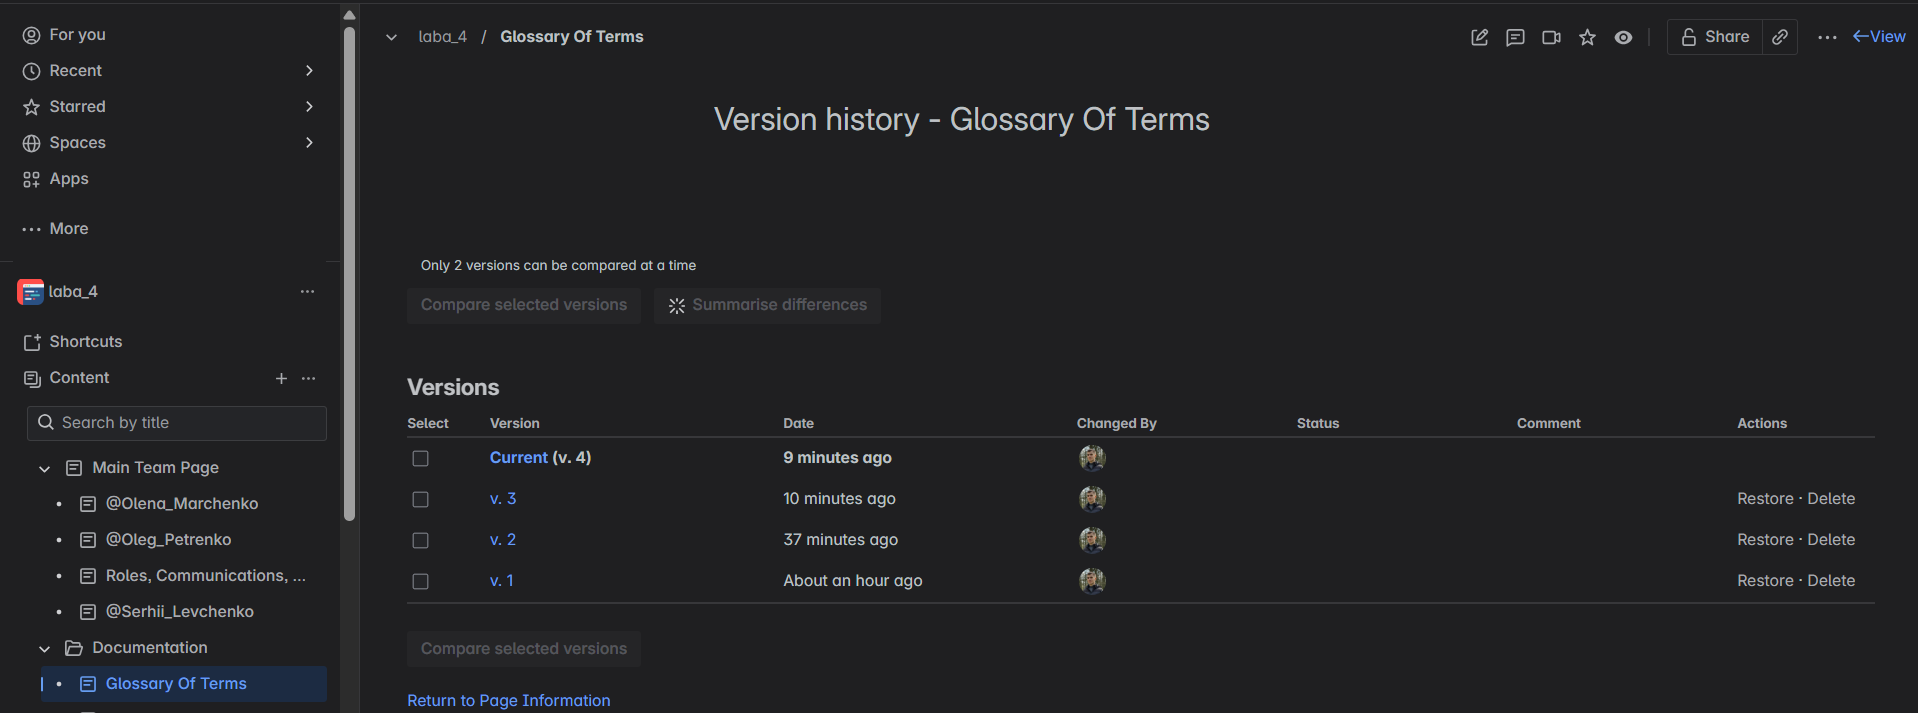 For you
Recent
Starred
Spaces
Apps
More
laba_4
Shortcuts
Content
Search by title
Main Team Page
@Olena_Marchenko
@Oleg_Petrenko
Roles, Communications, ...
@Serhii_Levchenko
Documentation
Glossary Of Terms
laba_4 / Glossary Of Terms
Share
←View
Version history - Glossary Of Terms
Only 2 versions can be compared at a time
Compare selected versions Summarise differences
Versions
Select Version Date Changed By Status Comment Actions
Current (v. 4) 9 minutes ago
v. 3 10 minutes ago Restore · Delete
v. 2 37 minutes ago Restore · Delete
v. 1 About an hour ago Restore · Delete
Compare selected versions
Return to Page Information